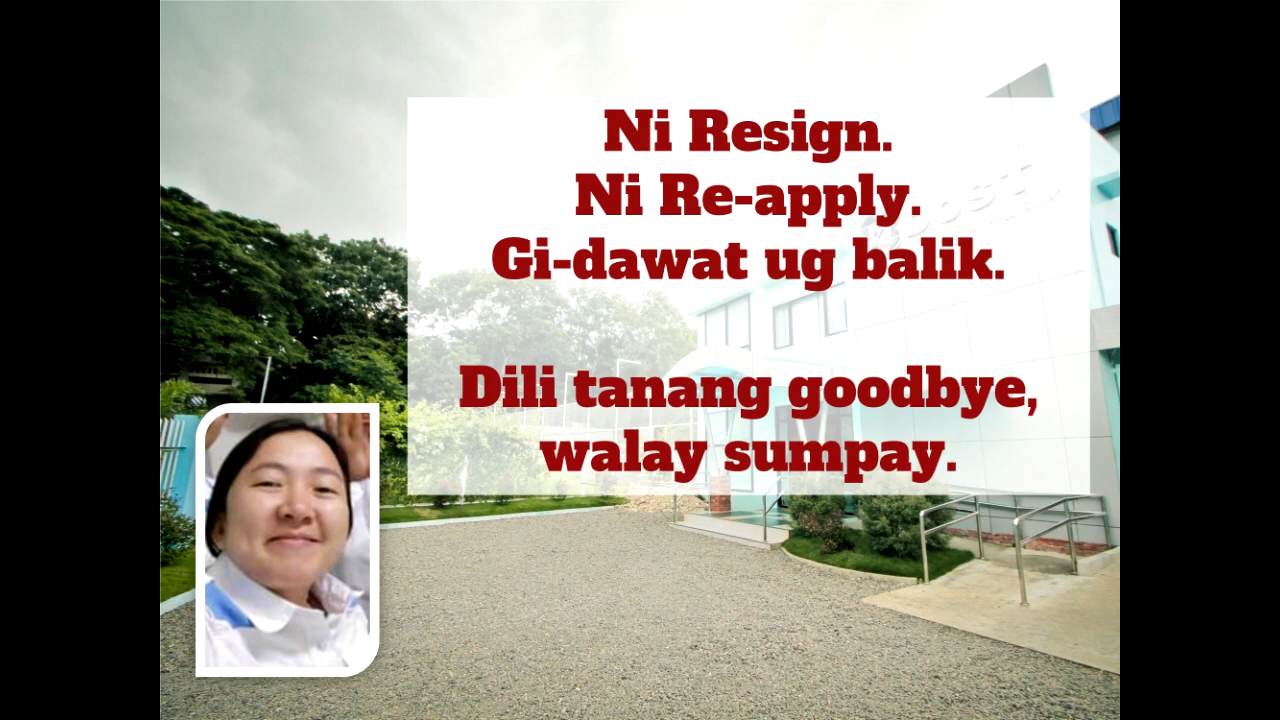 Ni Resign.
Ni Re-apply.
Gi-dawat ug balik.
Dili tanang goodbye,
walay sumpay.